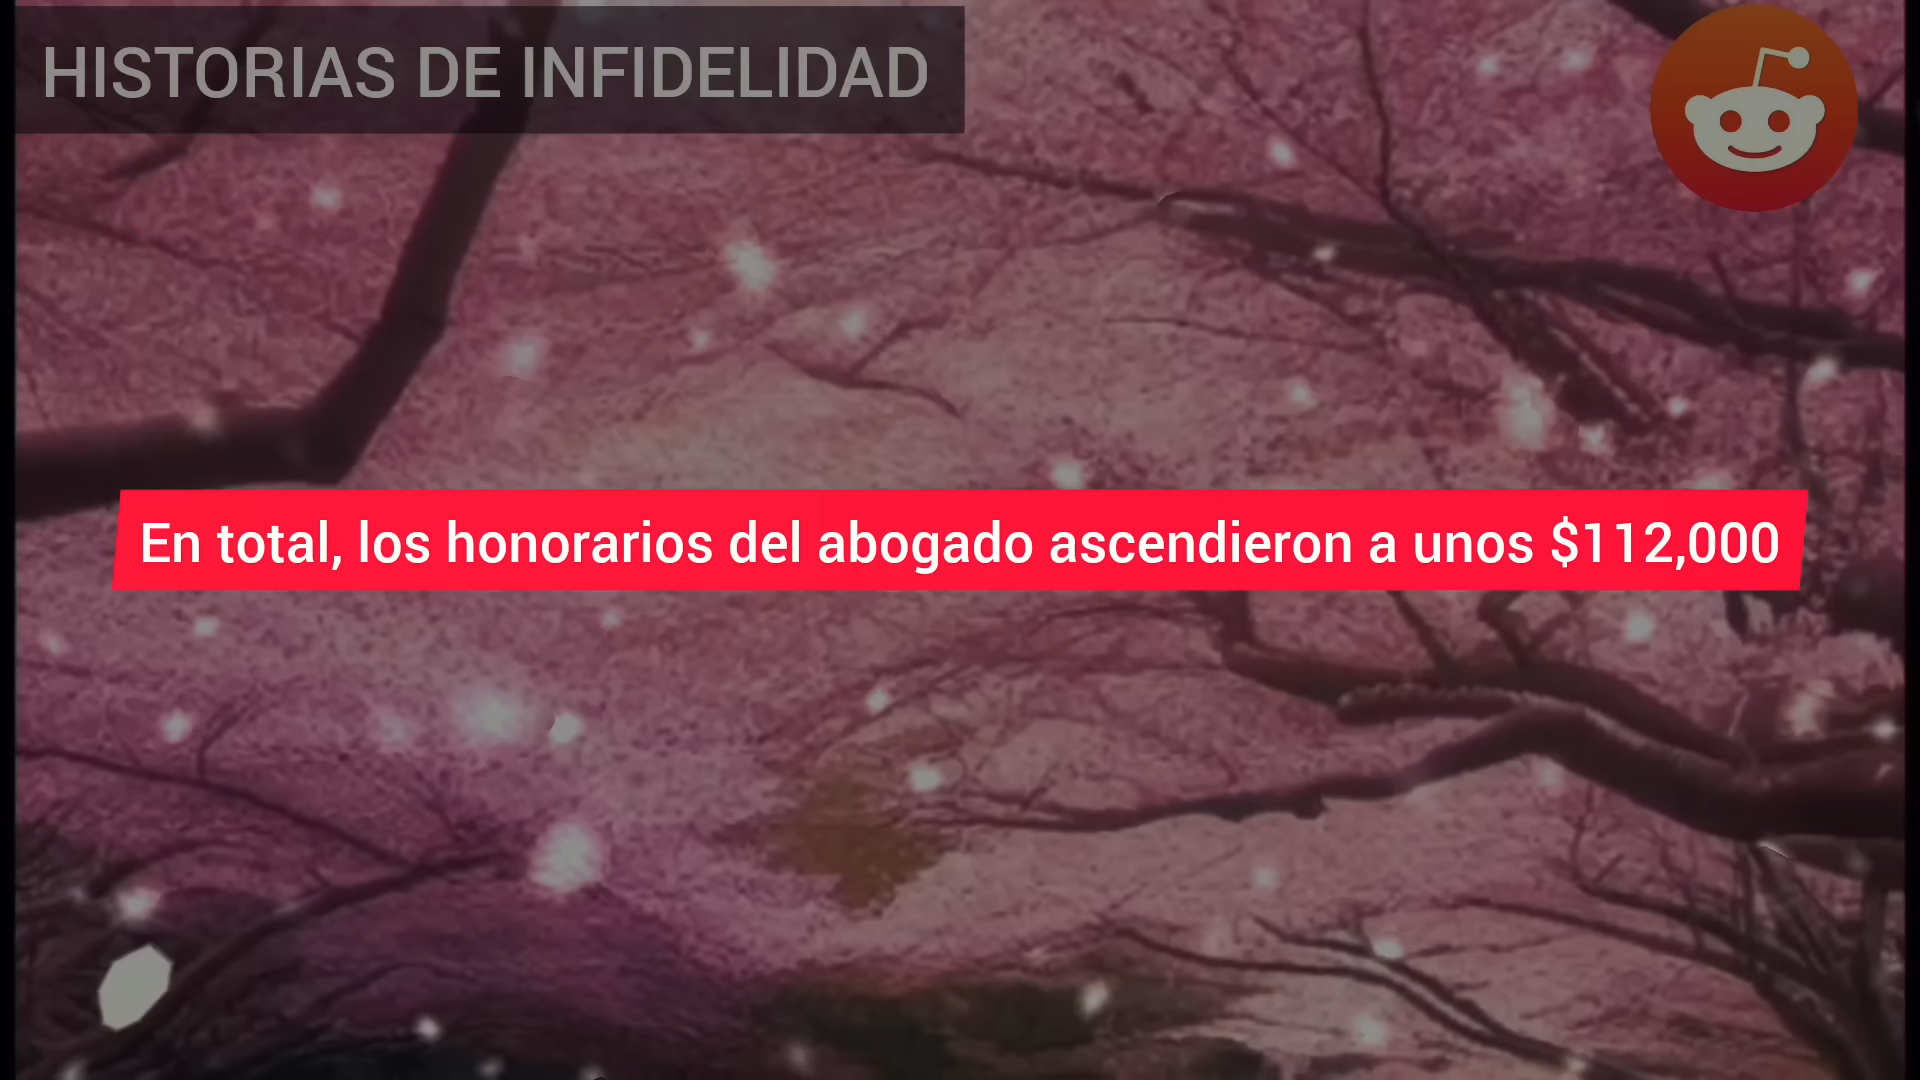 HISTORIAS DE INFIDELIDAD
En total, los honorarios del abogado ascendieron a unos $112,000